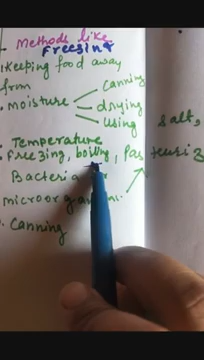 Methods like
Freezing
Keeping food away
from
Canning
moisture
drying
Using
salt,
Temperature
Freezing, boiling, Pasteuriz
Bacteria
microorganism.
Canning